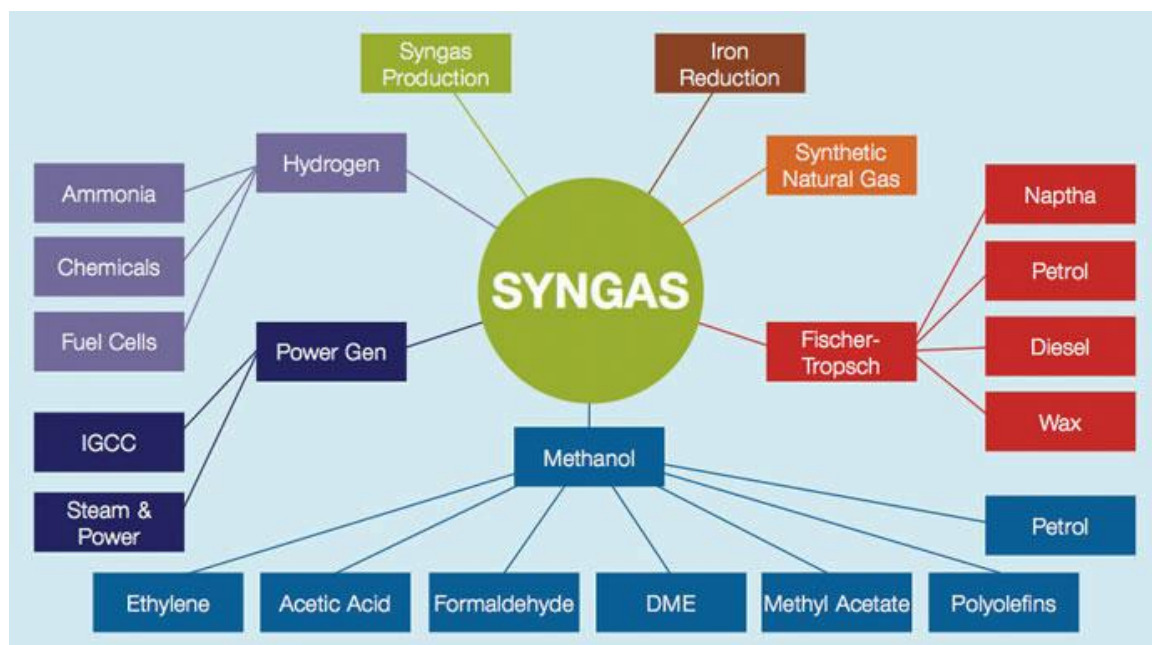 Syngas
Production
Iron
Reduction
Hydrogen
Synthetic
Natural Gas
Ammonia
Naptha
Chemicals
Petrol
SYNGAS
Fuel Cells
Power Gen
Fischer-
Tropsch
Diesel
IGCC
Wax
Methanol
Steam &
Power
Petrol
Ethylene
Acetic Acid
Formaldehyde
DME
Methyl Acetate
Polyolefins